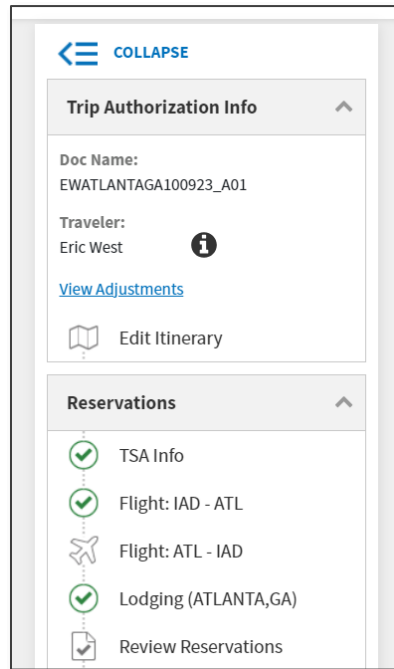 COLLAPSE
Trip Authorization Info
Doc Name:
EWATLANTAGA100923_A01
Traveler:
Eric West
View Adjustments
Edit Itinerary
Reservations
TSA Info
Flight: IAD - ATL
Flight: ATL - IAD
Lodging (ATLANTA,GA)
Review Reservations